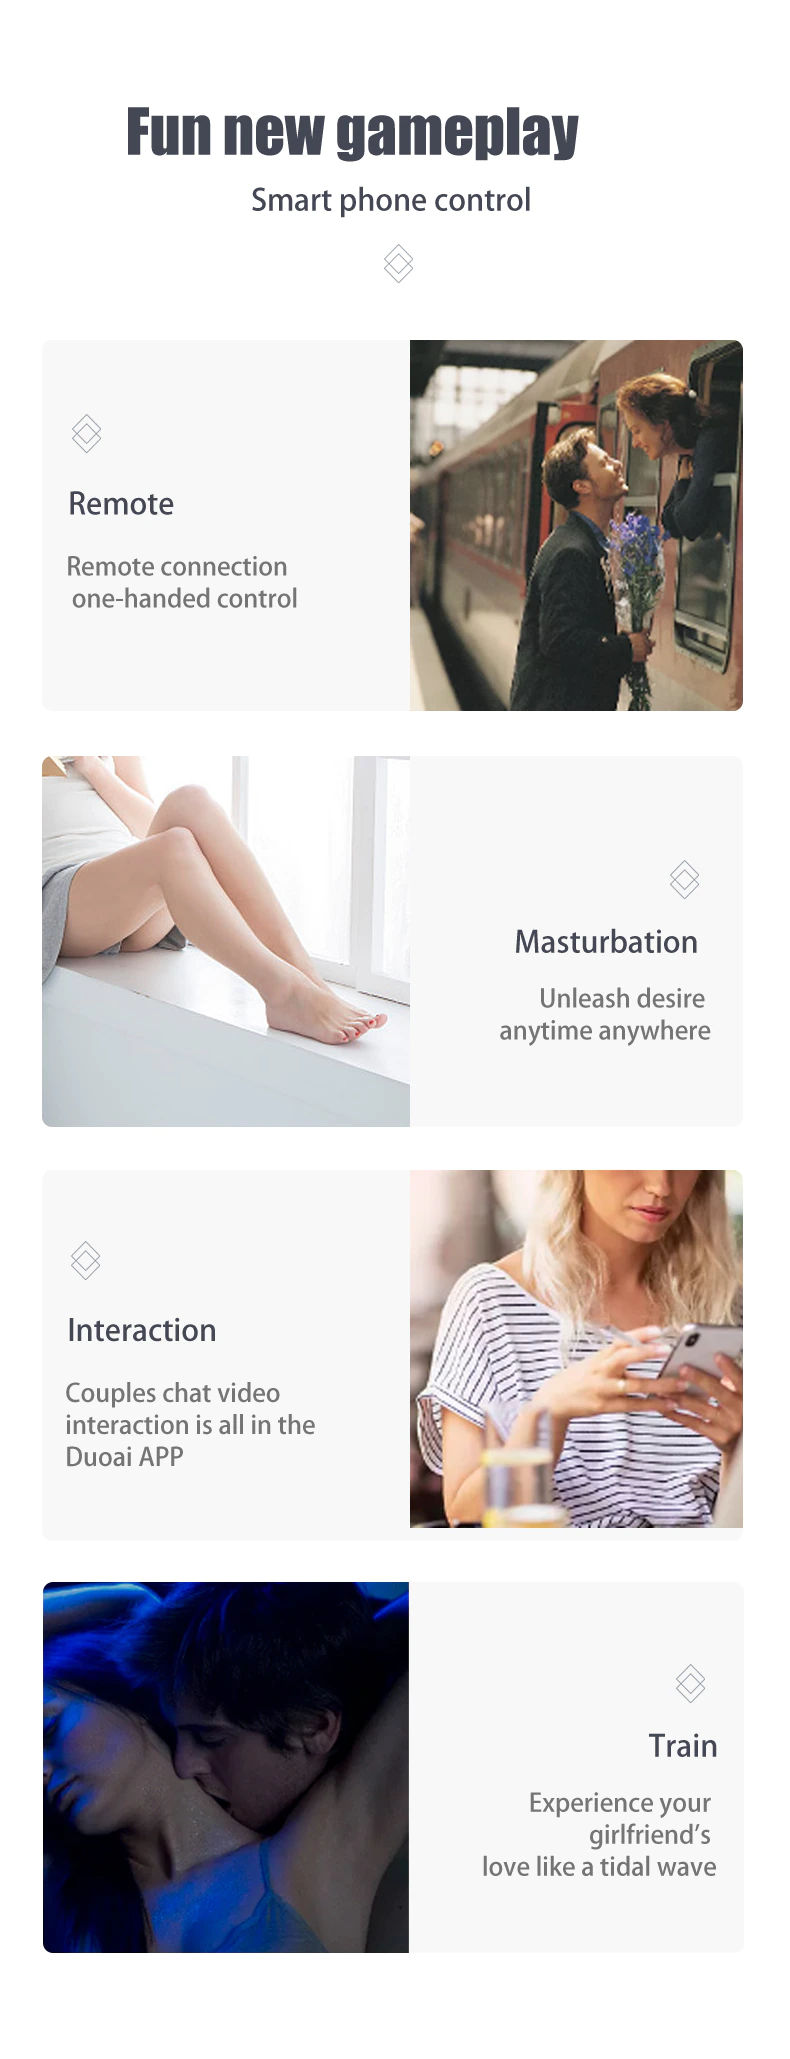 Fun new gameplay
Smart phone control
Remote
Remote connection
one-handed control
Masturbation
Unleash desire
anytime anywhere
Interaction
Couples chat video
interaction is all in the
Duoai APP
Train
Experience your
girlfriend’s
love like a tidal wave